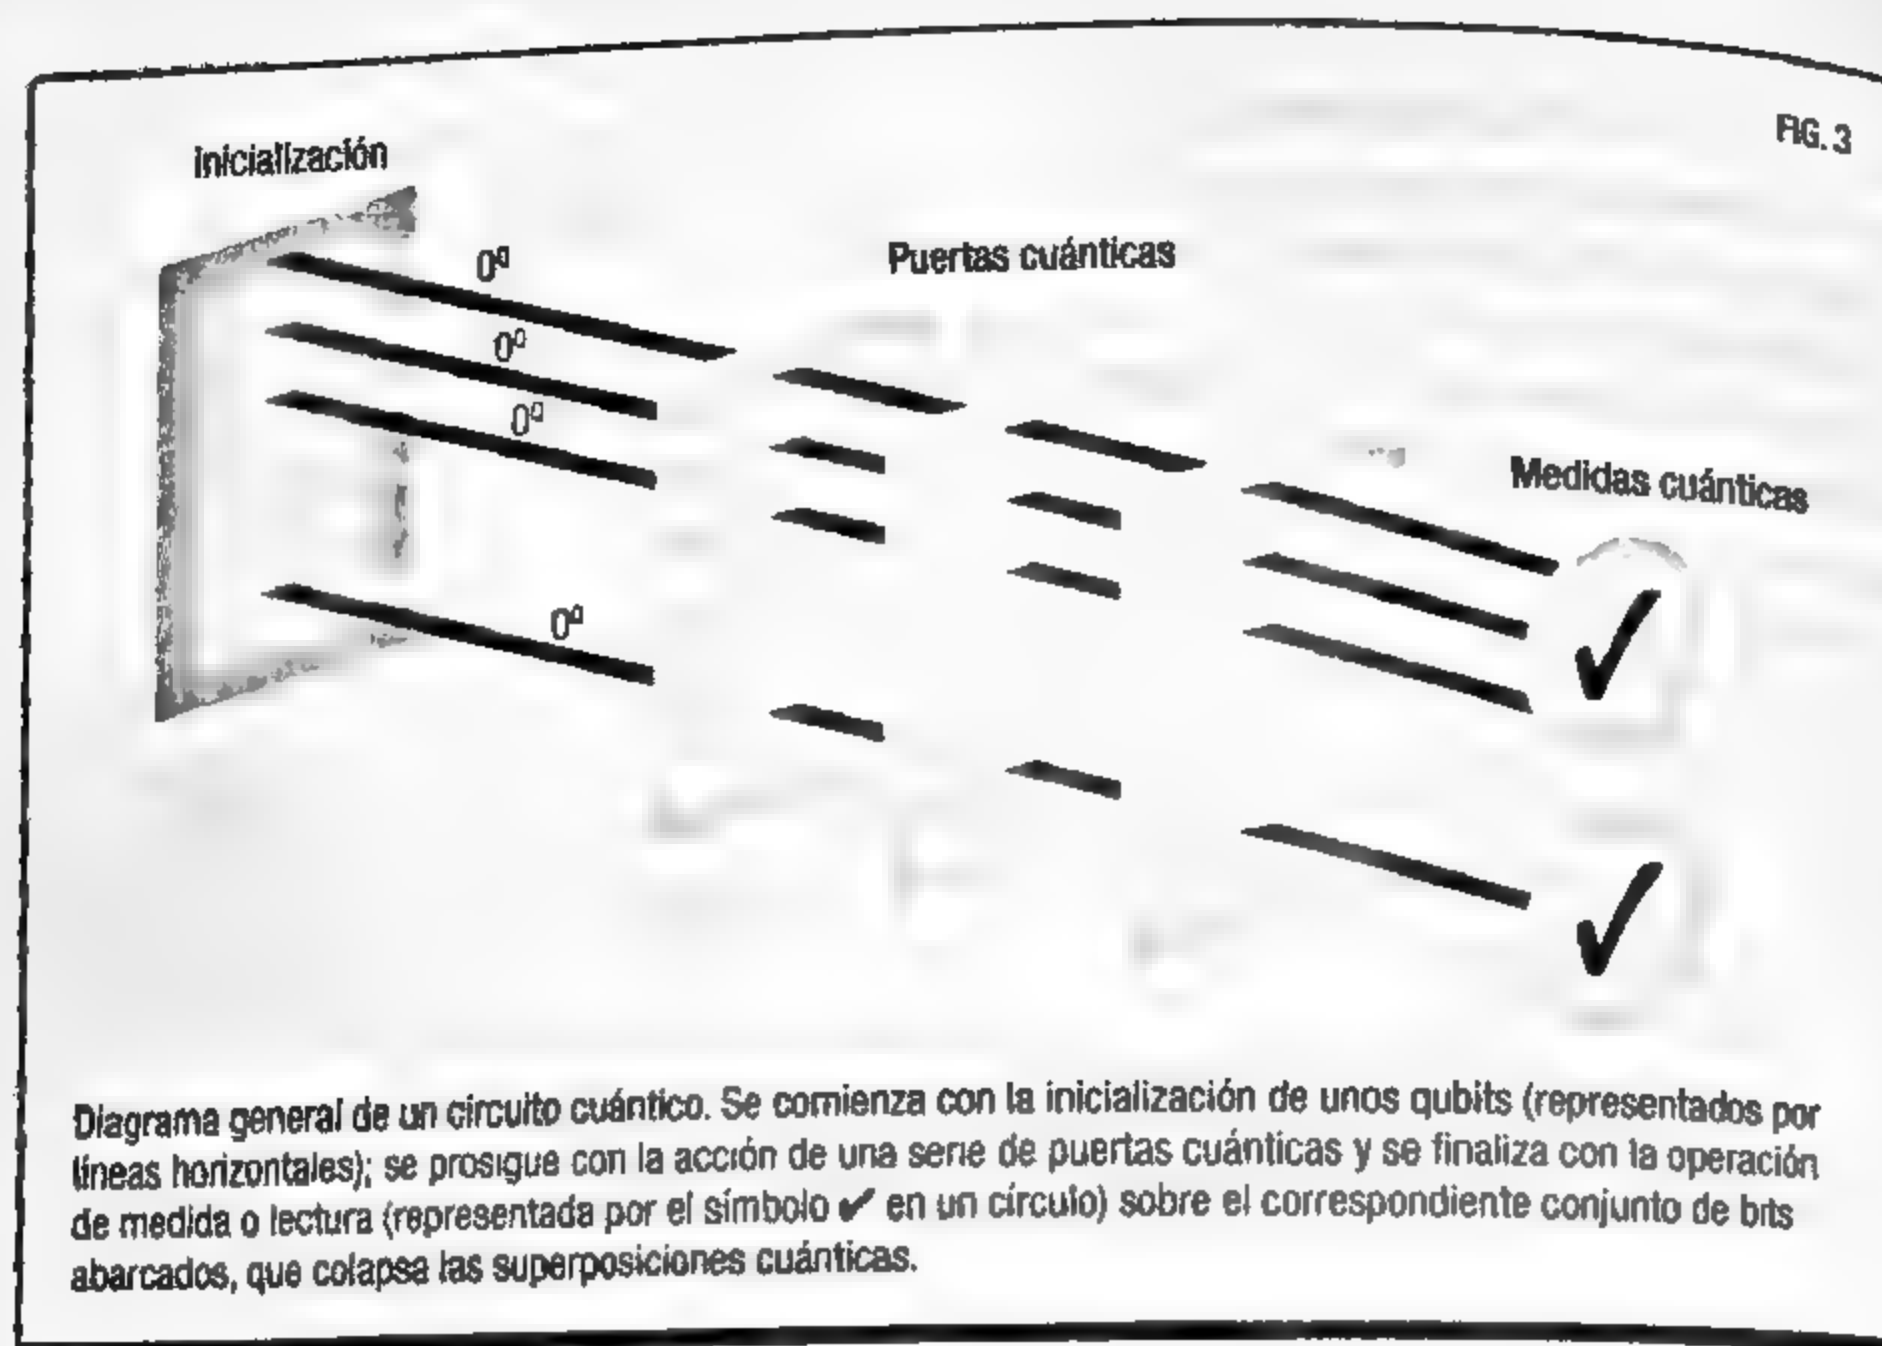 FIG. 3
Inicialización
0º
Puertas cuánticas
0º
0º
Medidas cuánticas
0º
Diagrama general de un circuito cuántico. Se comienza con la inicialización de unos qubits (representados por
líneas horizontales); se prosigue con la acción de una serie de puertas cuánticas y se finaliza con la operación
de medida o lectura (representada por el símbolo ✔ en un círculo) sobre el correspondiente conjunto de bits
abarcados, que colapsa las superposiciones cuánticas.